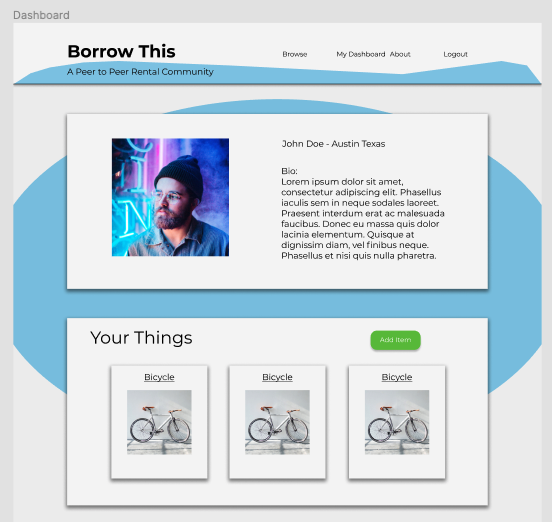 Dashboard
Borrow This
Browse
My Dashboard
About
Logout
A Peer to Peer Rental Community
John Doe - Austin Texas
Bio:
Lorem ipsum dolor sit amet,
consectetur adipiscing elit. Phasellus
iaculis sem in neque sodales laoreet.
Praesent interdum erat ac malesuada
faucibus. Donec eu massa quis dolor
lacinia elementum. Quisque at
dignissim diam, vel finibus neque.
Phasellus et nisi quis nulla pharetra.
Your Things
Add Item
Bicycle
Bicycle
Bicycle